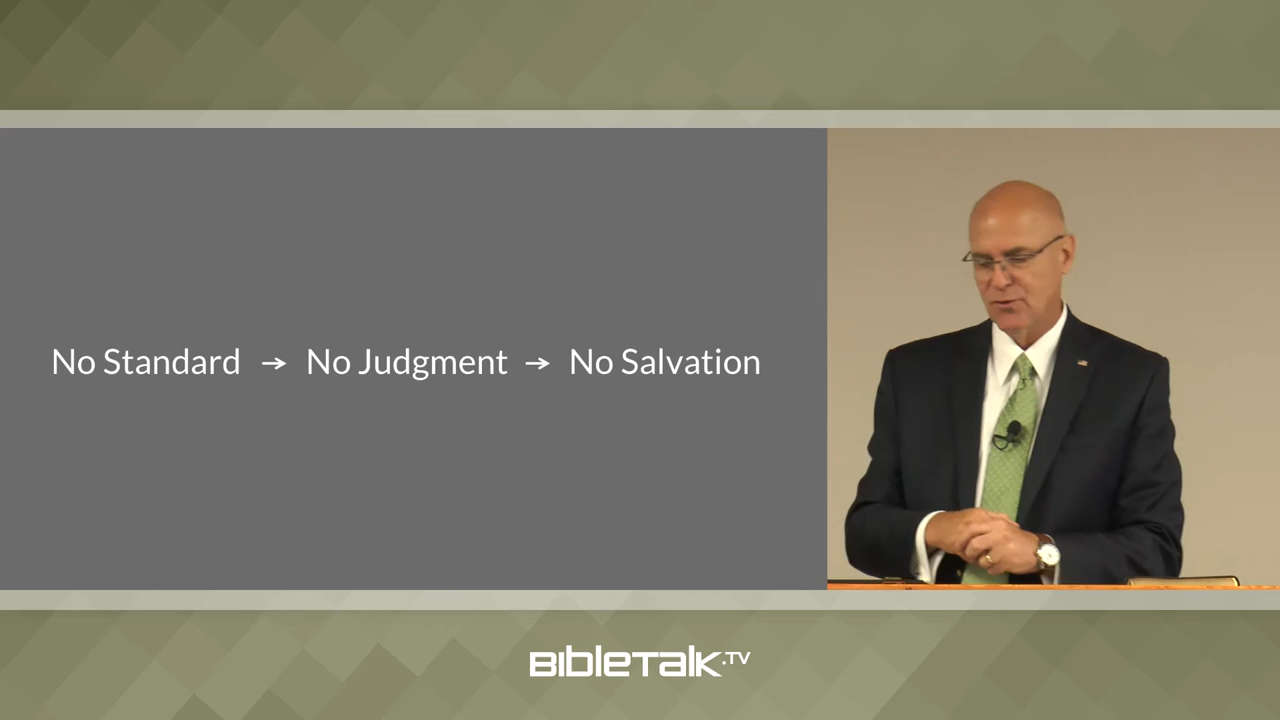 No Standard → No Judgment → No Salvation
BibleTalk.TV